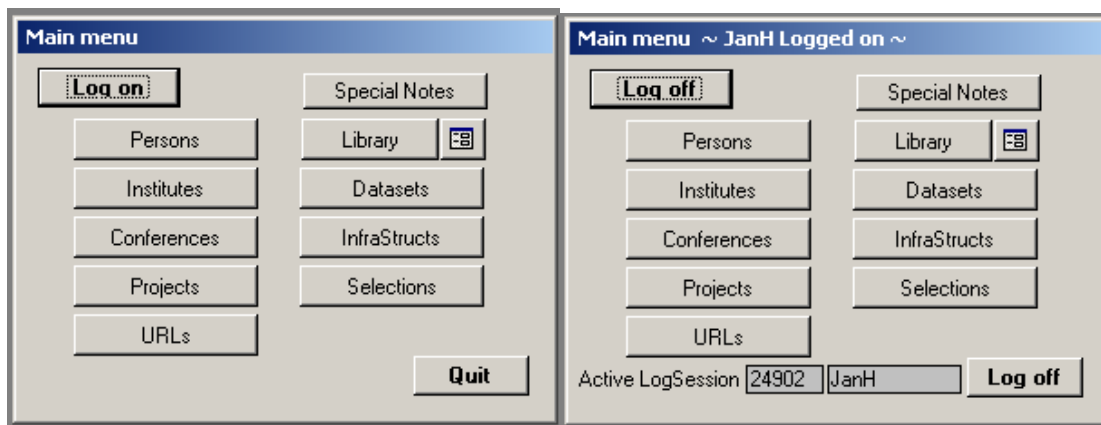 Main menu
Log on
Special Notes
Persons
Library
Institutes
Datasets
Conferences
InfraStructs
Projects
Selections
URLs
Quit
Main menu ~ JanH Logged on ~
Log off
Special Notes
Persons
Library
Institutes
Datasets
Conferences
InfraStructs
Projects
Selections
URLs
Active LogSession 24902 JanH Log off